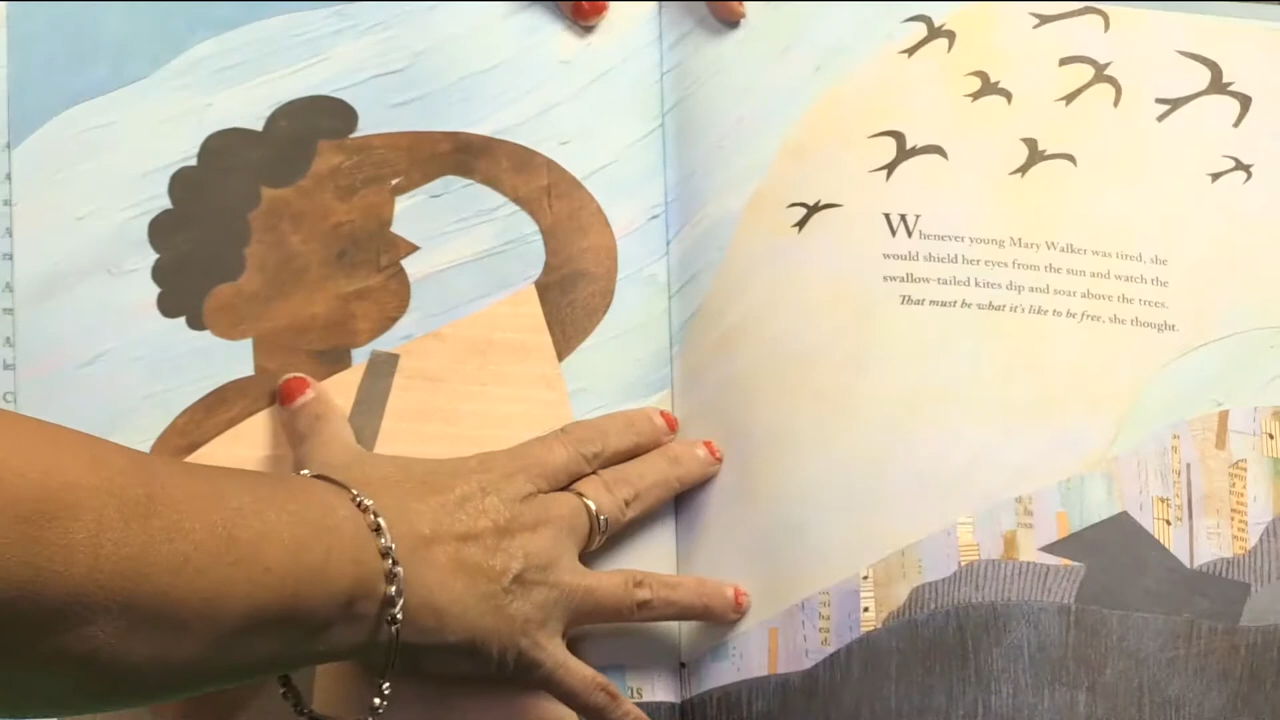 Whenever young Mary Walker was tired, she
would shield her eyes from the sun and watch the
swallow-tailed kites dip and soar above the trees.
That must be what it's like to be free, she thought.